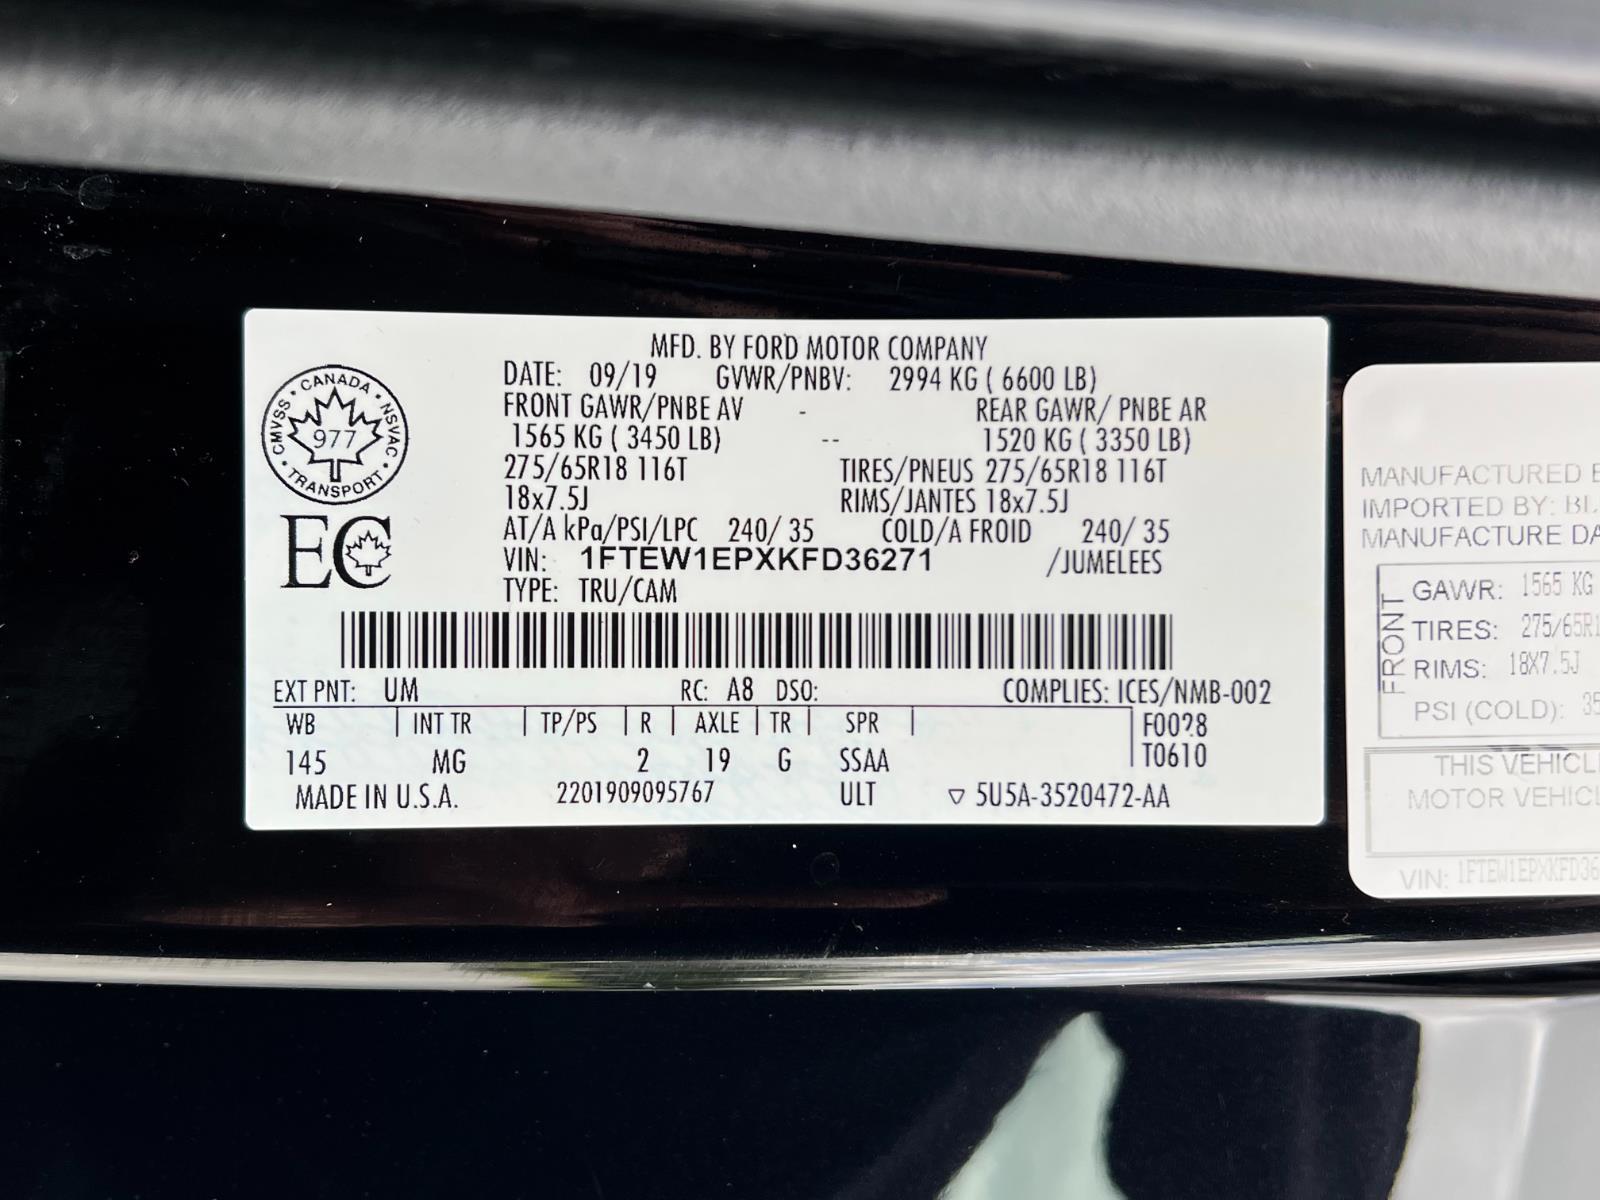 MFD. BY FORD MOTOR COMPANY
DATE: 09/19 GVWR/PNBV: 2994 KG ( 6600 LB)
FRONT GAWR/PNBE AV - REAR GAWR/ PNBE AR
1565 KG ( 3450 LB) -- 1520 KG ( 3350 LB)
275/65R18 116T TIRES/PNEUS 275/65R18 116T
18x7.5J RIMS/JANTES 18x7.5J
AT/A kPa/PSI/LPC 240/ 35 COLD/A FROID 240/ 35
VIN: 1FTEW1EPXKFD36271 /JUMELEES
TYPE: TRU/CAM
CANADA · NSVAC · TRANSPORT · CMVSS
977
EC
EXT PNT: UM RC: A8 DSO: COMPLIES: ICES/NMB-002
WB | INT TR | TP/PS | R | AXLE | TR | SPR | F0028
145 MG 2 19 G SSAA T0610
MADE IN U.S.A. 2201909095767 ULT ▽ 5U5A-3520472-AA
MANUFACTURED
IMPORTED BY:
MANUFACTURE
FRONT
GAWR: 1565 KG
TIRES: 275/65R1
RIMS: 18X7.5J
PSI (COLD): 35
THIS VEHICL
MOTOR VEHICL
VIN: 1FTEW1EPXKFD36